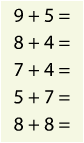 9 + 5 =
8 + 4 =
7 + 4 =
5 + 7 =
8 + 8 =